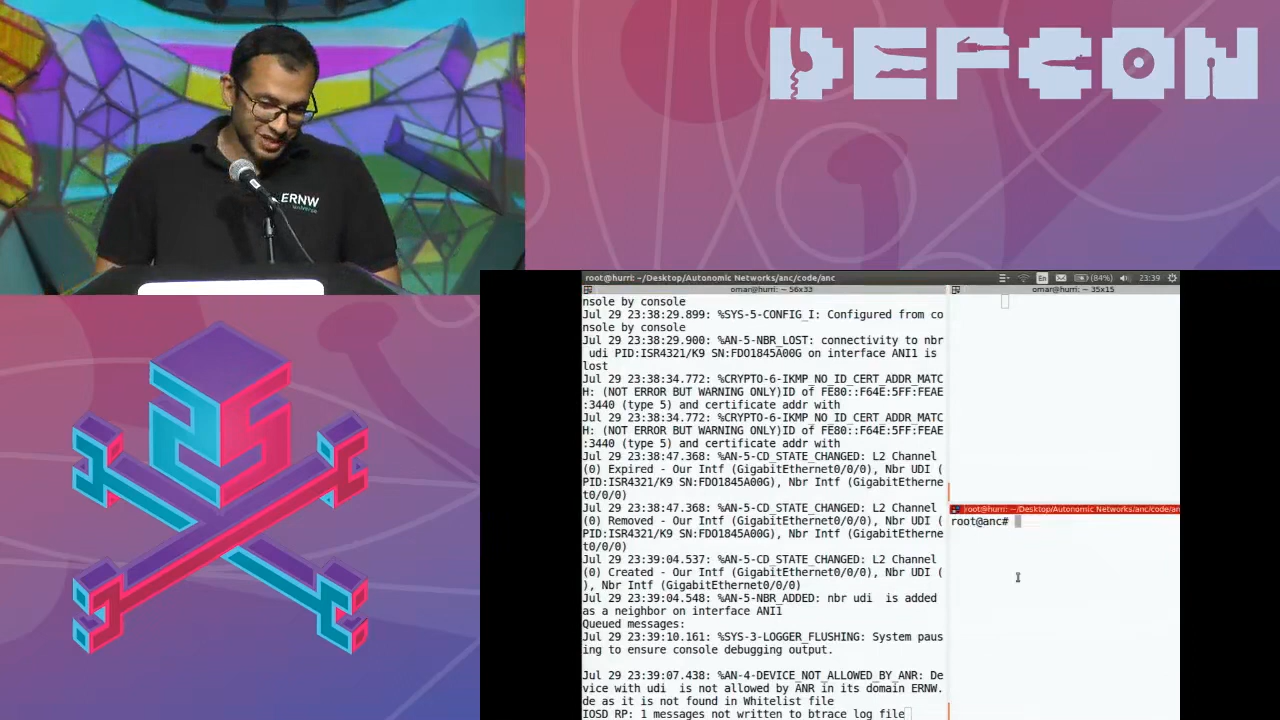 DEFCON
ERNW
root@hurri: ~/Desktop/Autonomic Networks/anc/code/anc
En
(84%)
23:39
omar@hurri: ~ 56x33
nsole by console
Jul 29 23:38:29.899: %SYS-5-CONFIG_I: Configured from co
nsole by console
Jul 29 23:38:29.900: %AN-5-NBR_LOST: connectivity to nbr
udi PID:ISR4321/K9 SN:FDO1845A00G on interface ANI1 is
lost
Jul 29 23:38:34.772: %CRYPTO-6-IKMP_NO_ID_CERT_ADDR_MATC
H: (NOT ERROR BUT WARNING ONLY)ID of FE80::F64E:5FF:FEAE
:3440 (type 5) and certificate addr with
Jul 29 23:38:34.772: %CRYPTO-6-IKMP_NO_ID_CERT_ADDR_MATC
H: (NOT ERROR BUT WARNING ONLY)ID of FE80::F64E:5FF:FEAE
:3440 (type 5) and certificate addr with
Jul 29 23:38:47.368: %AN-5-CD_STATE_CHANGED: L2 Channel
(0) Expired - Our Intf (GigabitEthernet0/0/0), Nbr UDI (
PID:ISR4321/K9 SN:FDO1845A00G), Nbr Intf (GigabitEtherne
t0/0/0)
Jul 29 23:38:47.368: %AN-5-CD_STATE_CHANGED: L2 Channel
(0) Removed - Our Intf (GigabitEthernet0/0/0), Nbr UDI (
PID:ISR4321/K9 SN:FDO1845A00G), Nbr Intf (GigabitEtherne
t0/0/0)
Jul 29 23:39:04.537: %AN-5-CD_STATE_CHANGED: L2 Channel
(0) Created - Our Intf (GigabitEthernet0/0/0), Nbr UDI (
), Nbr Intf (GigabitEthernet0/0/0)
Jul 29 23:39:04.548: %AN-5-NBR_ADDED: nbr udi  is added
as a neighbor on interface ANI1
Queued messages:
Jul 29 23:39:10.161: %SYS-3-LOGGER_FLUSHING: System paus
ing to ensure console debugging output.
Jul 29 23:39:07.438: %AN-4-DEVICE_NOT_ALLOWED_BY_ANR: De
vice with udi  is not allowed by ANR in its domain ERNW.
de as it is not found in Whitelist file
IOSD RP: 1 messages not written to btrace log file
omar@hurri: ~ 35x15
root@hurri: ~/Desktop/Autonomic Networks/anc/code/an
root@anc#